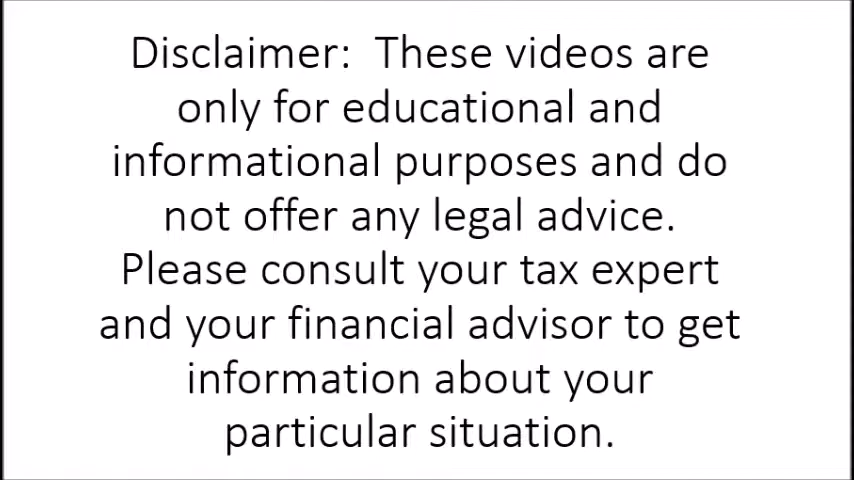 Disclaimer:  These videos are
only for educational and
informational purposes and do
not offer any legal advice.
Please consult your tax expert
and your financial advisor to get
information about your
particular situation.